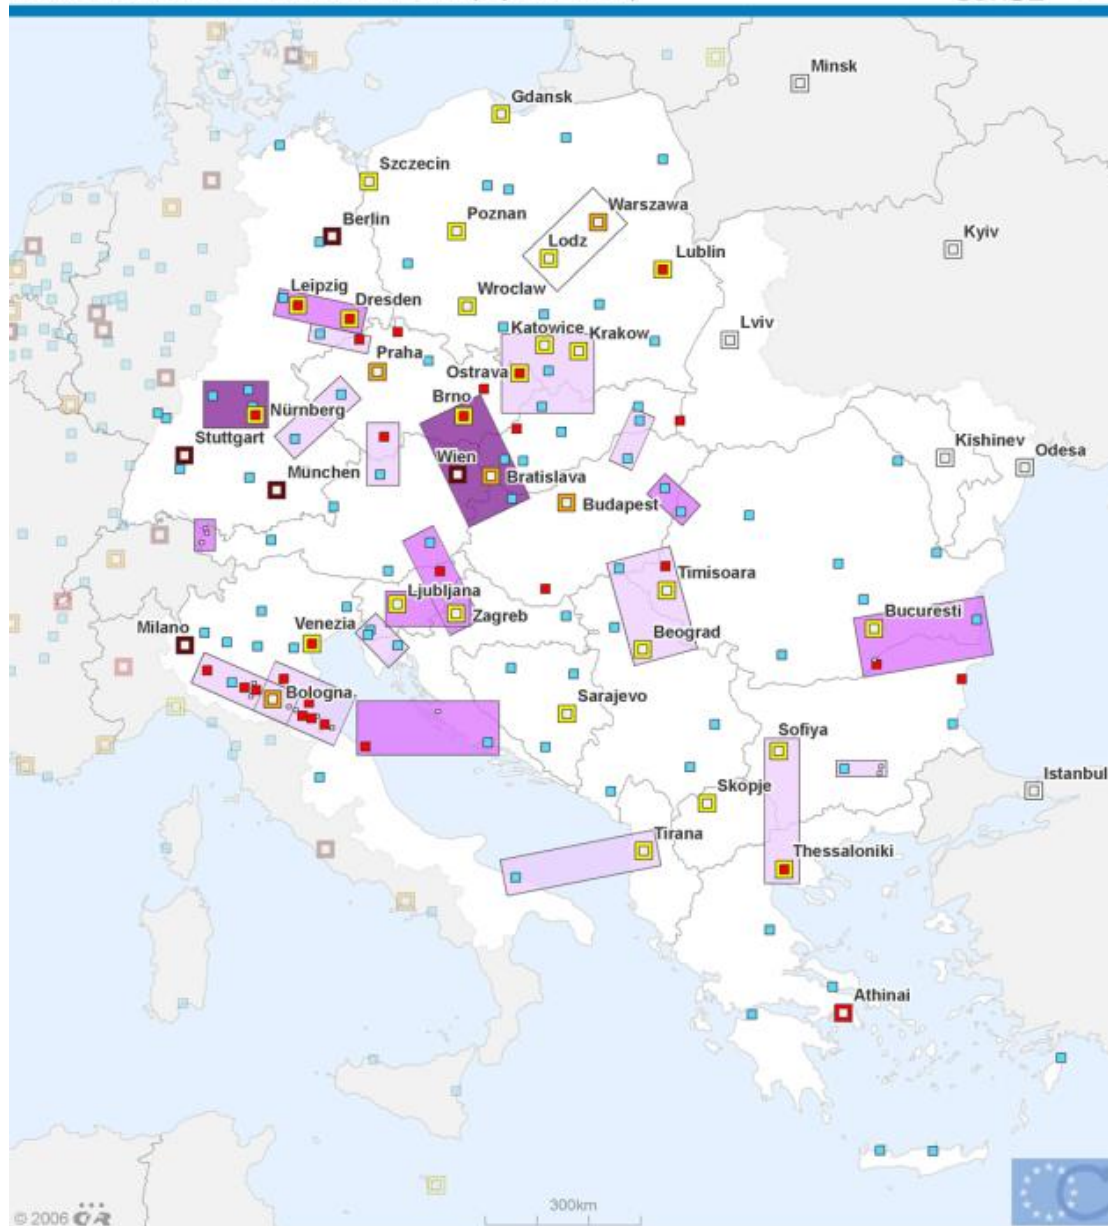 Minsk
Gdansk
Szczecin
Poznan
Warszawa
Berlin
Kyiv
Lodz
Lublin
Leipzig
Dresden
Wroclaw
Lviv
Katowice
Krakow
Praha
Ostrava
Brno
Nürnberg
Stuttgart
Kishinev
Odesa
Wien
München
Bratislava
Budapest
Timisoara
Ljubljana
Bucuresti
Zagreb
Milano
Venezia
Beograd
Bologna
Sarajevo
Sofiya
Istanbul
Skopje
Tirana
Thessaloniki
Athinai
300km
© 2006